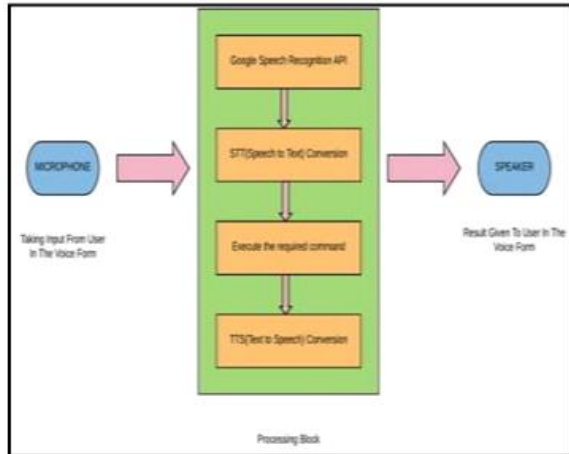 Google Speech Recognition API
MICROPHONE
STT(Speech to Text) Conversion
SPEAKER
Taking Input From User
In The Voice Form
Result Given To User In The
Voice Form
Execute the required command
TTS(Text to Speech) Conversion
Processing Block